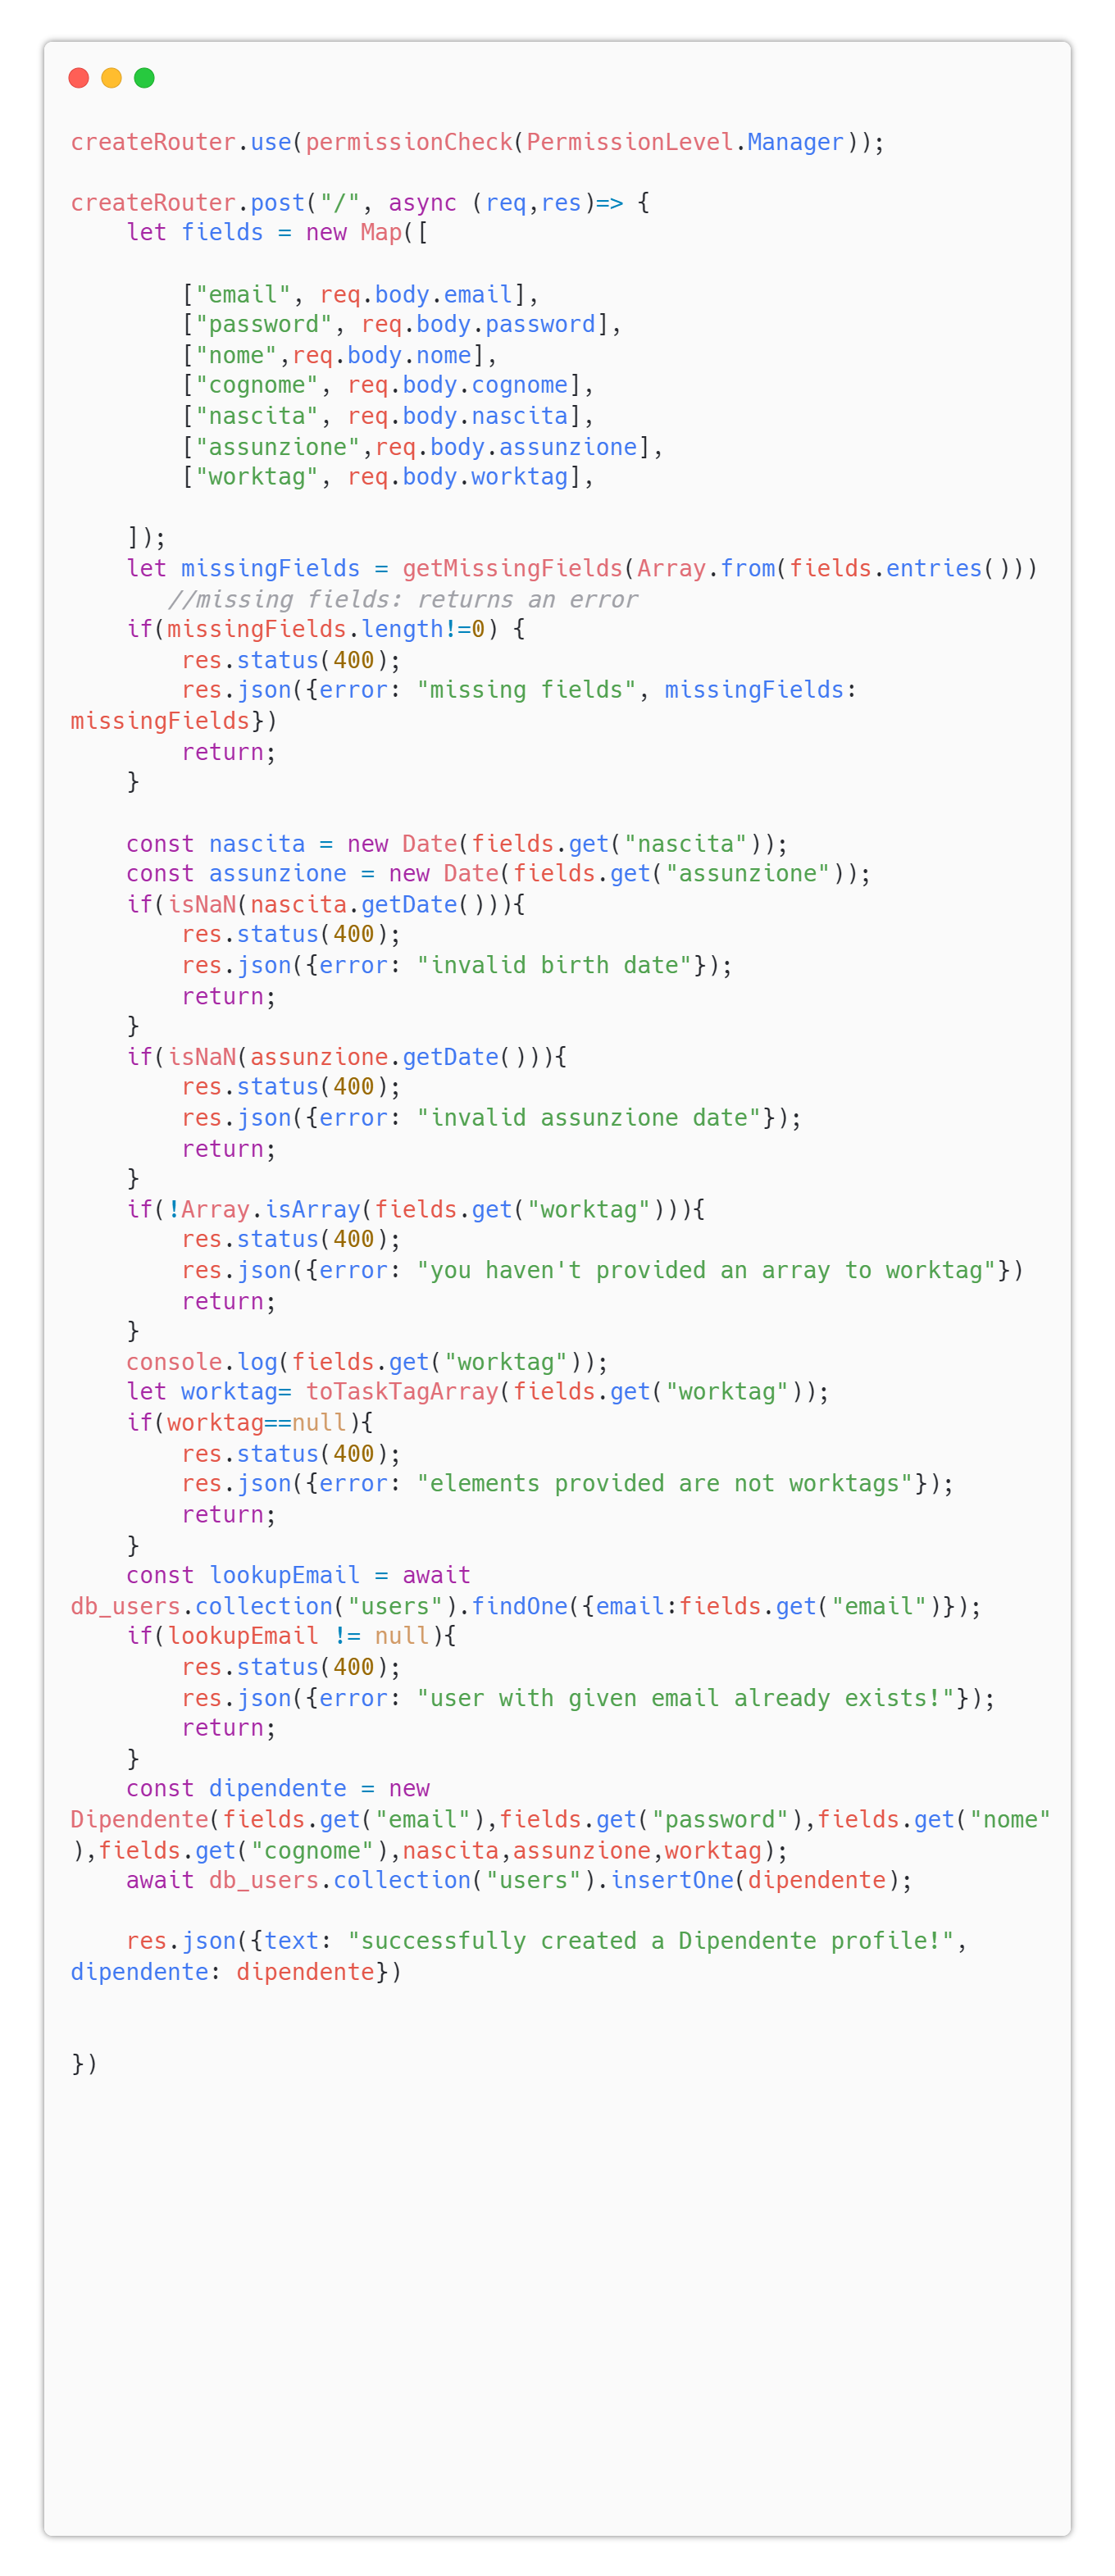 createRouter.use(permissionCheck(PermissionLevel.Manager));
createRouter.post("/", async (req,res)=> {
    let fields = new Map([
        ["email", req.body.email],
        ["password", req.body.password],
        ["nome",req.body.nome],
        ["cognome", req.body.cognome],
        ["nascita", req.body.nascita],
        ["assunzione",req.body.assunzione],
        ["worktag", req.body.worktag],
    ]);
    let missingFields = getMissingFields(Array.from(fields.entries()))
       //missing fields: returns an error
    if(missingFields.length!=0) {
        res.status(400);
        res.json({error: "missing fields", missingFields:
missingFields})
        return;
    }
    const nascita = new Date(fields.get("nascita"));
    const assunzione = new Date(fields.get("assunzione"));
    if(isNaN(nascita.getDate())){
        res.status(400);
        res.json({error: "invalid birth date"});
        return;
    }
    if(isNaN(assunzione.getDate())){
        res.status(400);
        res.json({error: "invalid assunzione date"});
        return;
    }
    if(!Array.isArray(fields.get("worktag"))){
        res.status(400);
        res.json({error: "you haven't provided an array to worktag"})
        return;
    }
    console.log(fields.get("worktag"));
    let worktag= toTaskTagArray(fields.get("worktag"));
    if(worktag==null){
        res.status(400);
        res.json({error: "elements provided are not worktags"});
        return;
    }
    const lookupEmail = await
db_users.collection("users").findOne({email:fields.get("email")});
    if(lookupEmail != null){
        res.status(400);
        res.json({error: "user with given email already exists!"});
        return;
    }
    const dipendente = new
Dipendente(fields.get("email"),fields.get("password"),fields.get("nome"
),fields.get("cognome"),nascita,assunzione,worktag);
    await db_users.collection("users").insertOne(dipendente);
    res.json({text: "successfully created a Dipendente profile!",
dipendente: dipendente})
})